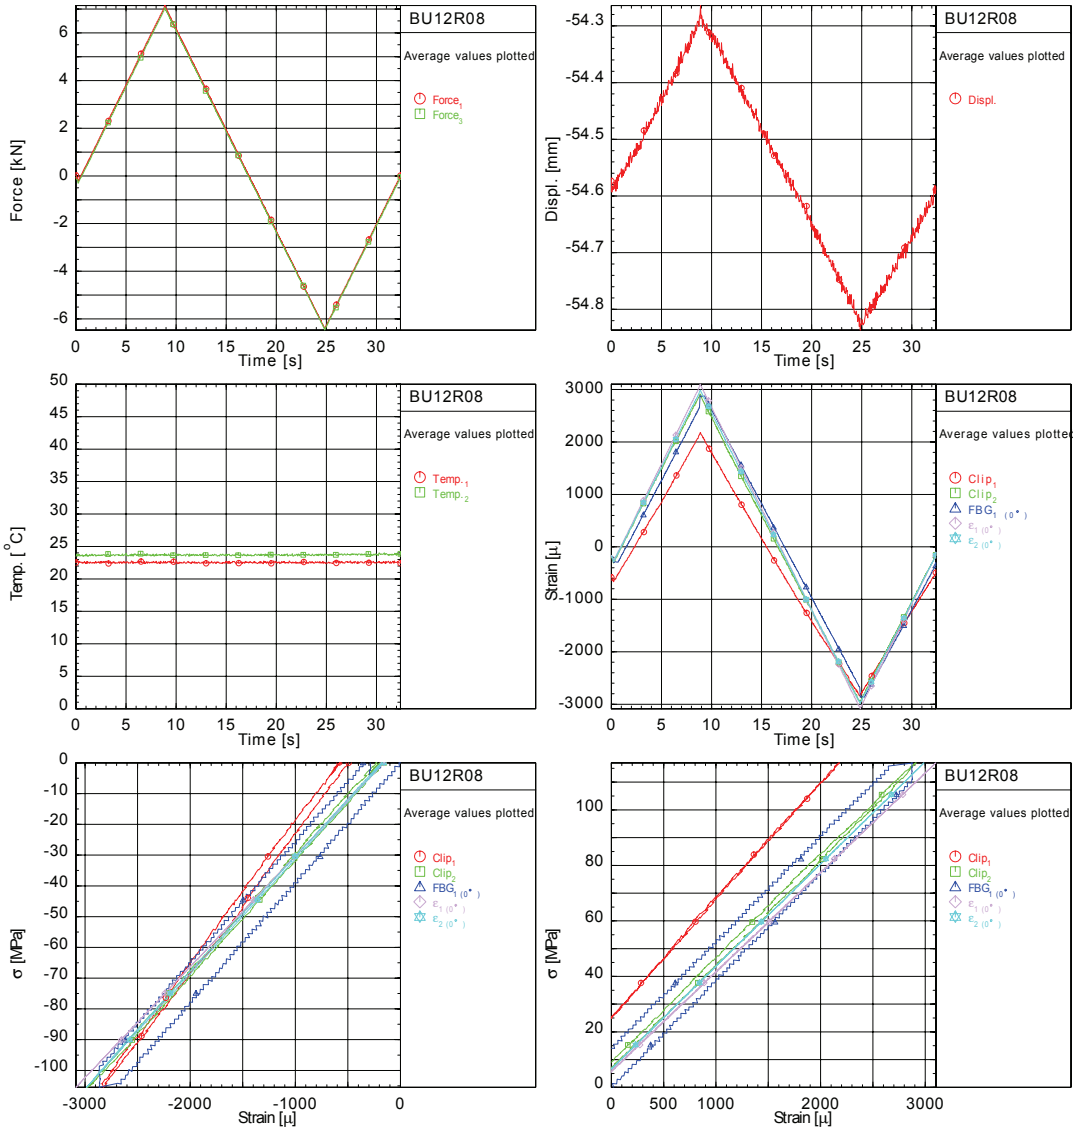 BU12R08
Average values plotted
Force1
Force3
Force [kN]
6
4
2
0
-2
-4
-6
0 5 10 15 20 25 30
Time [s]
BU12R08
Average values plotted
Displ.
Displ. [mm]
-54.3
-54.4
-54.5
-54.6
-54.7
-54.8
0 5 10 15 20 25 30
Time [s]
BU12R08
Average values plotted
Temp.1
Temp.2
Temp. [°C]
50
45
40
35
30
25
20
15
10
5
0
0 5 10 15 20 25 30
Time [s]
BU12R08
Average values plotted
Clip1
Clip2
FBG1 (0°)
ε1 (0°)
ε2 (0°)
Strain [μ]
3000
2000
1000
0
-1000
-2000
-3000
0 5 10 15 20 25 30
Time [s]
BU12R08
Average values plotted
Clip1
Clip2
FBG1 (0°)
ε1 (0°)
ε2 (0°)
σ [MPa]
0
-10
-20
-30
-40
-50
-60
-70
-80
-90
-100
-3000 -2000 -1000 0
Strain [μ]
BU12R08
Average values plotted
Clip1
Clip2
FBG1 (0°)
ε1 (0°)
ε2 (0°)
σ [MPa]
100
80
60
40
20
0
0 500 1000 1500 2000 2500 3000
Strain [μ]